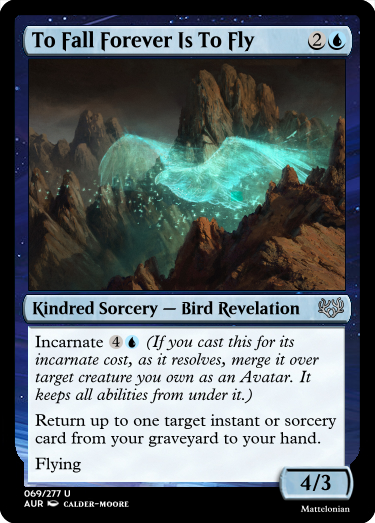 To Fall Forever Is To Fly 2
Kindred Sorcery — Bird Revelation
Incarnate 4 (If you cast this for its
incarnate cost, as it resolves, merge it over
target creature you own as an Avatar. It
keeps all abilities from under it.)
Return up to one target instant or sorcery
card from your graveyard to your hand.
Flying
4/3
069/277 U
AUR CALDER-MOORE
Mattelonian